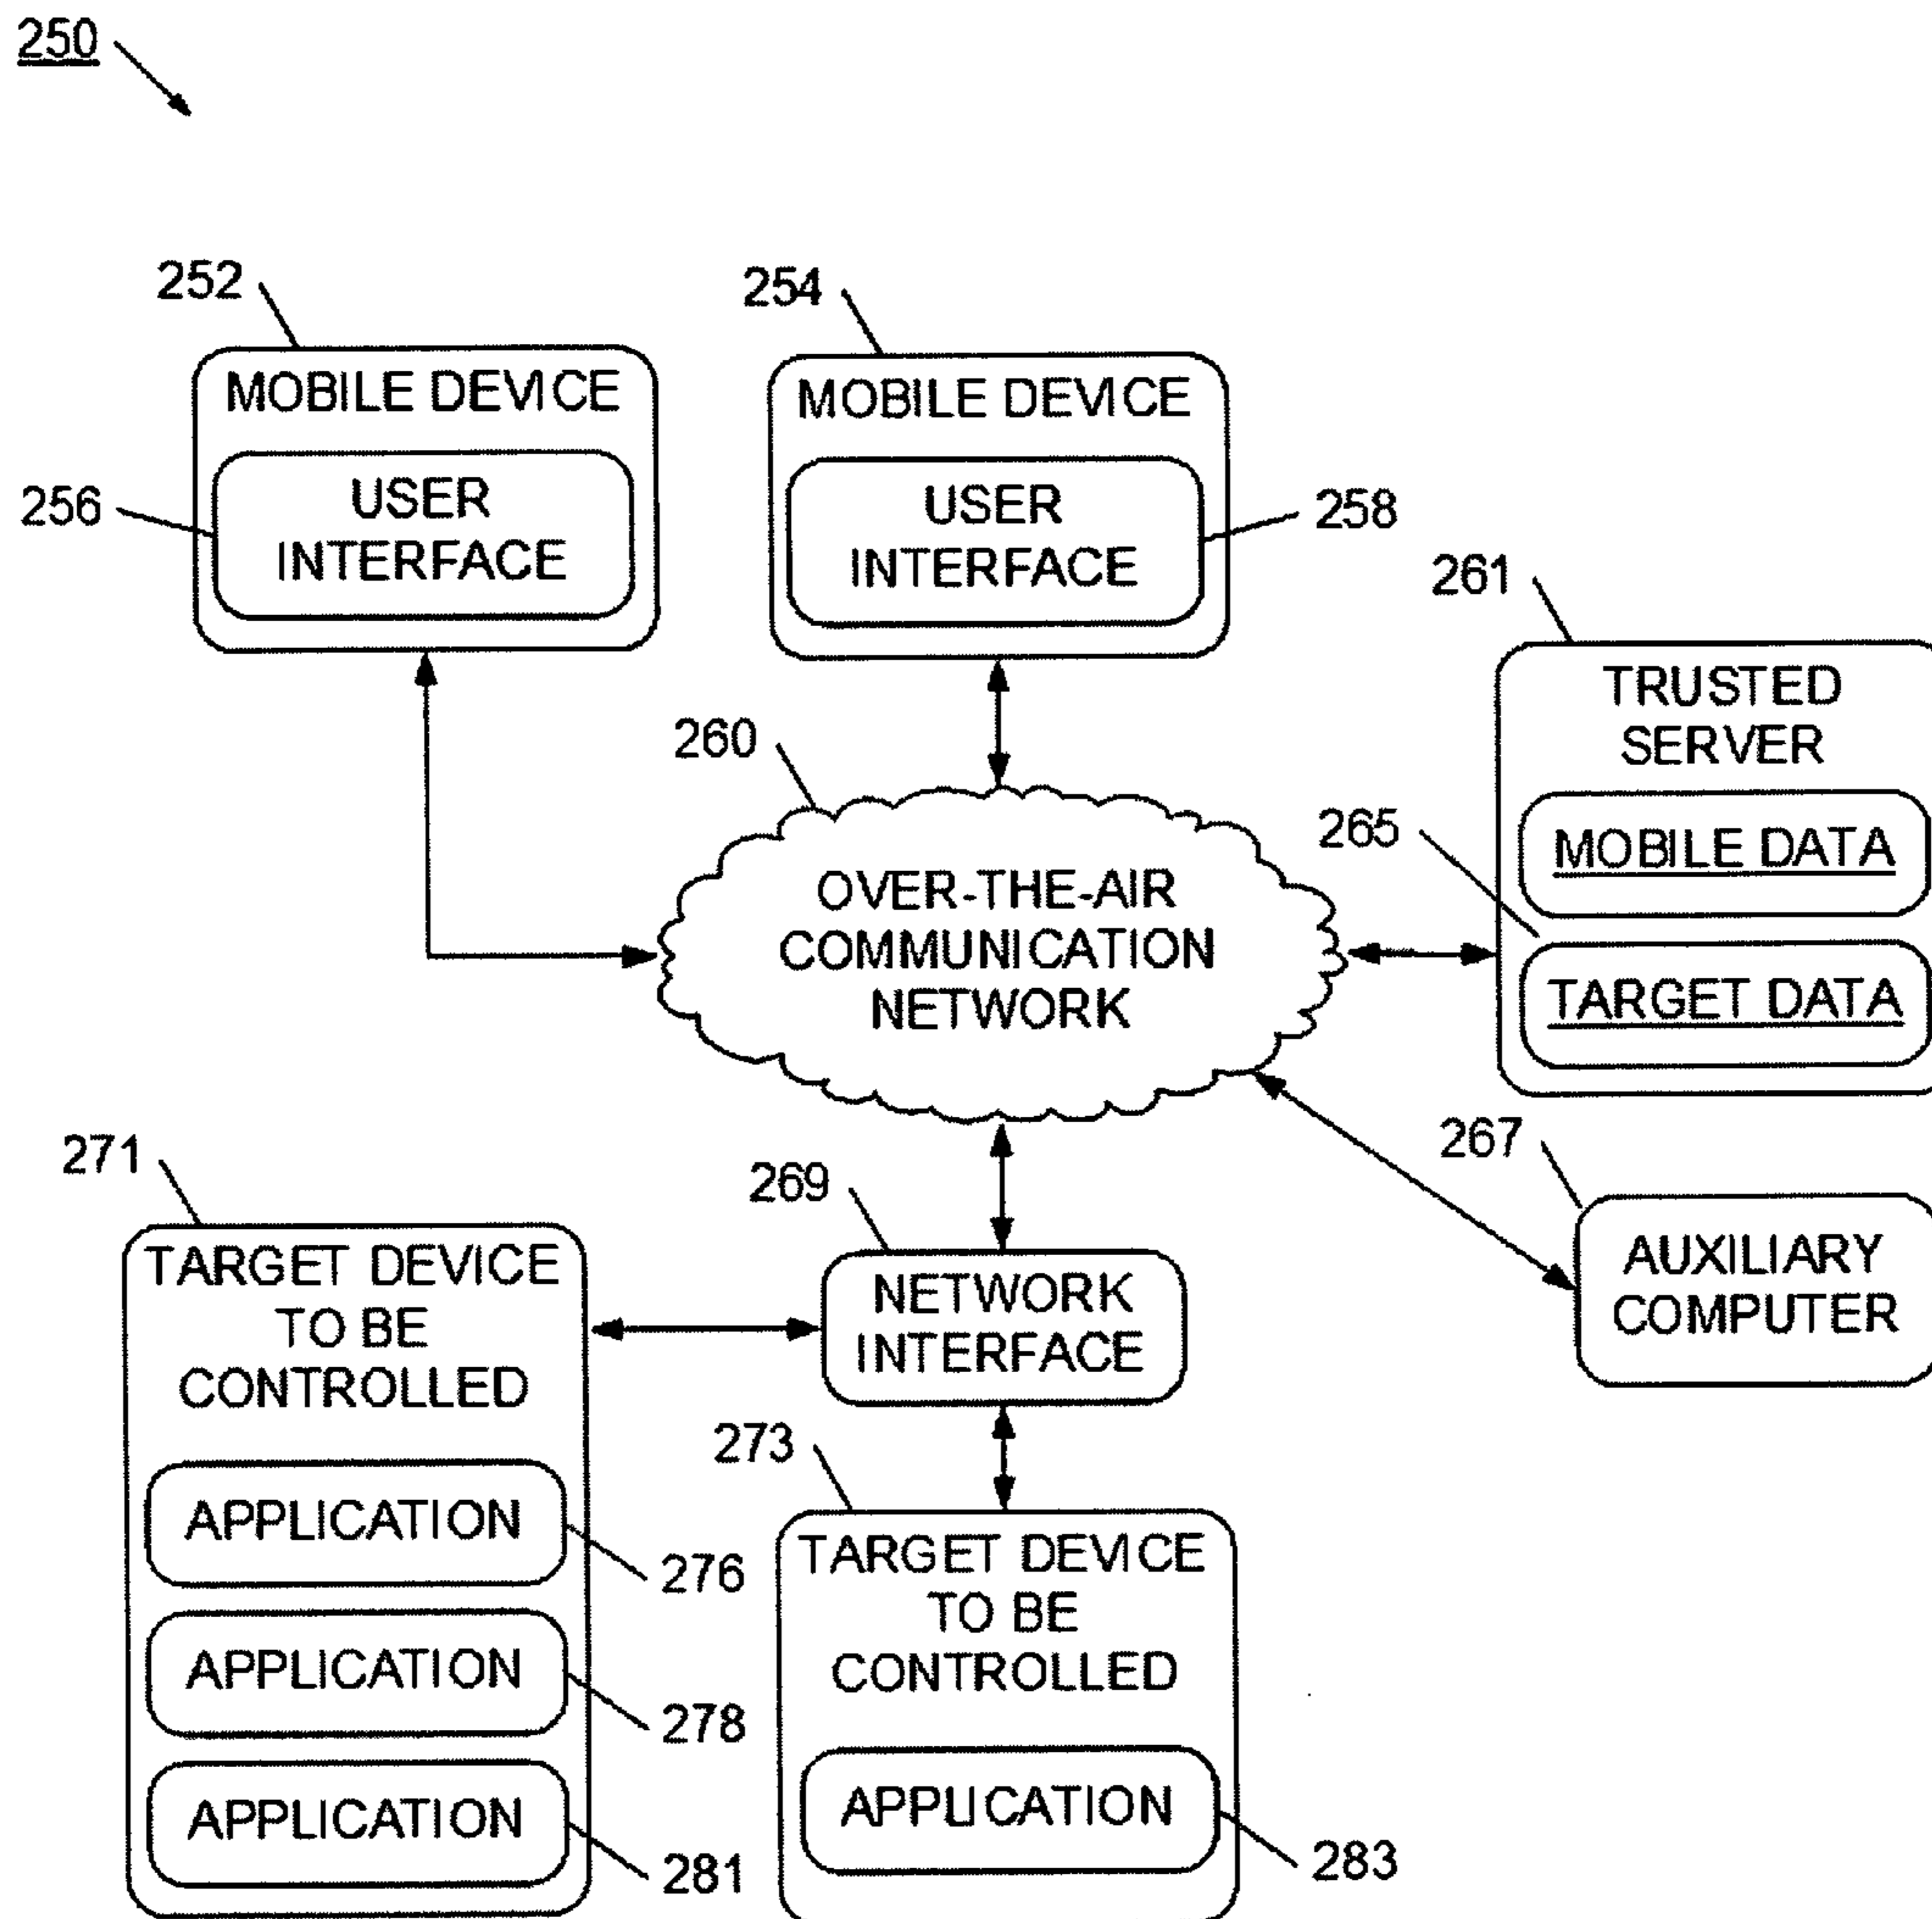 250
252
MOBILE DEVICE
256
USER
INTERFACE
254
MOBILE DEVICE
USER
INTERFACE
258
261
TRUSTED
SERVER
MOBILE DATA
265
TARGET DATA
260
OVER-THE-AIR
COMMUNICATION
NETWORK
267
AUXILIARY
COMPUTER
269
NETWORK
INTERFACE
271
TARGET DEVICE
TO BE
CONTROLLED
APPLICATION
276
APPLICATION
278
APPLICATION
281
273
TARGET DEVICE
TO BE
CONTROLLED
APPLICATION
283